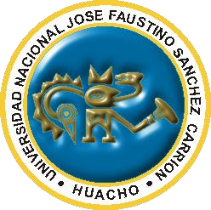 UNIVERSIDAD NACIONAL JOSE FAUSTINO SANCHEZ CARRION
• HUACHO •